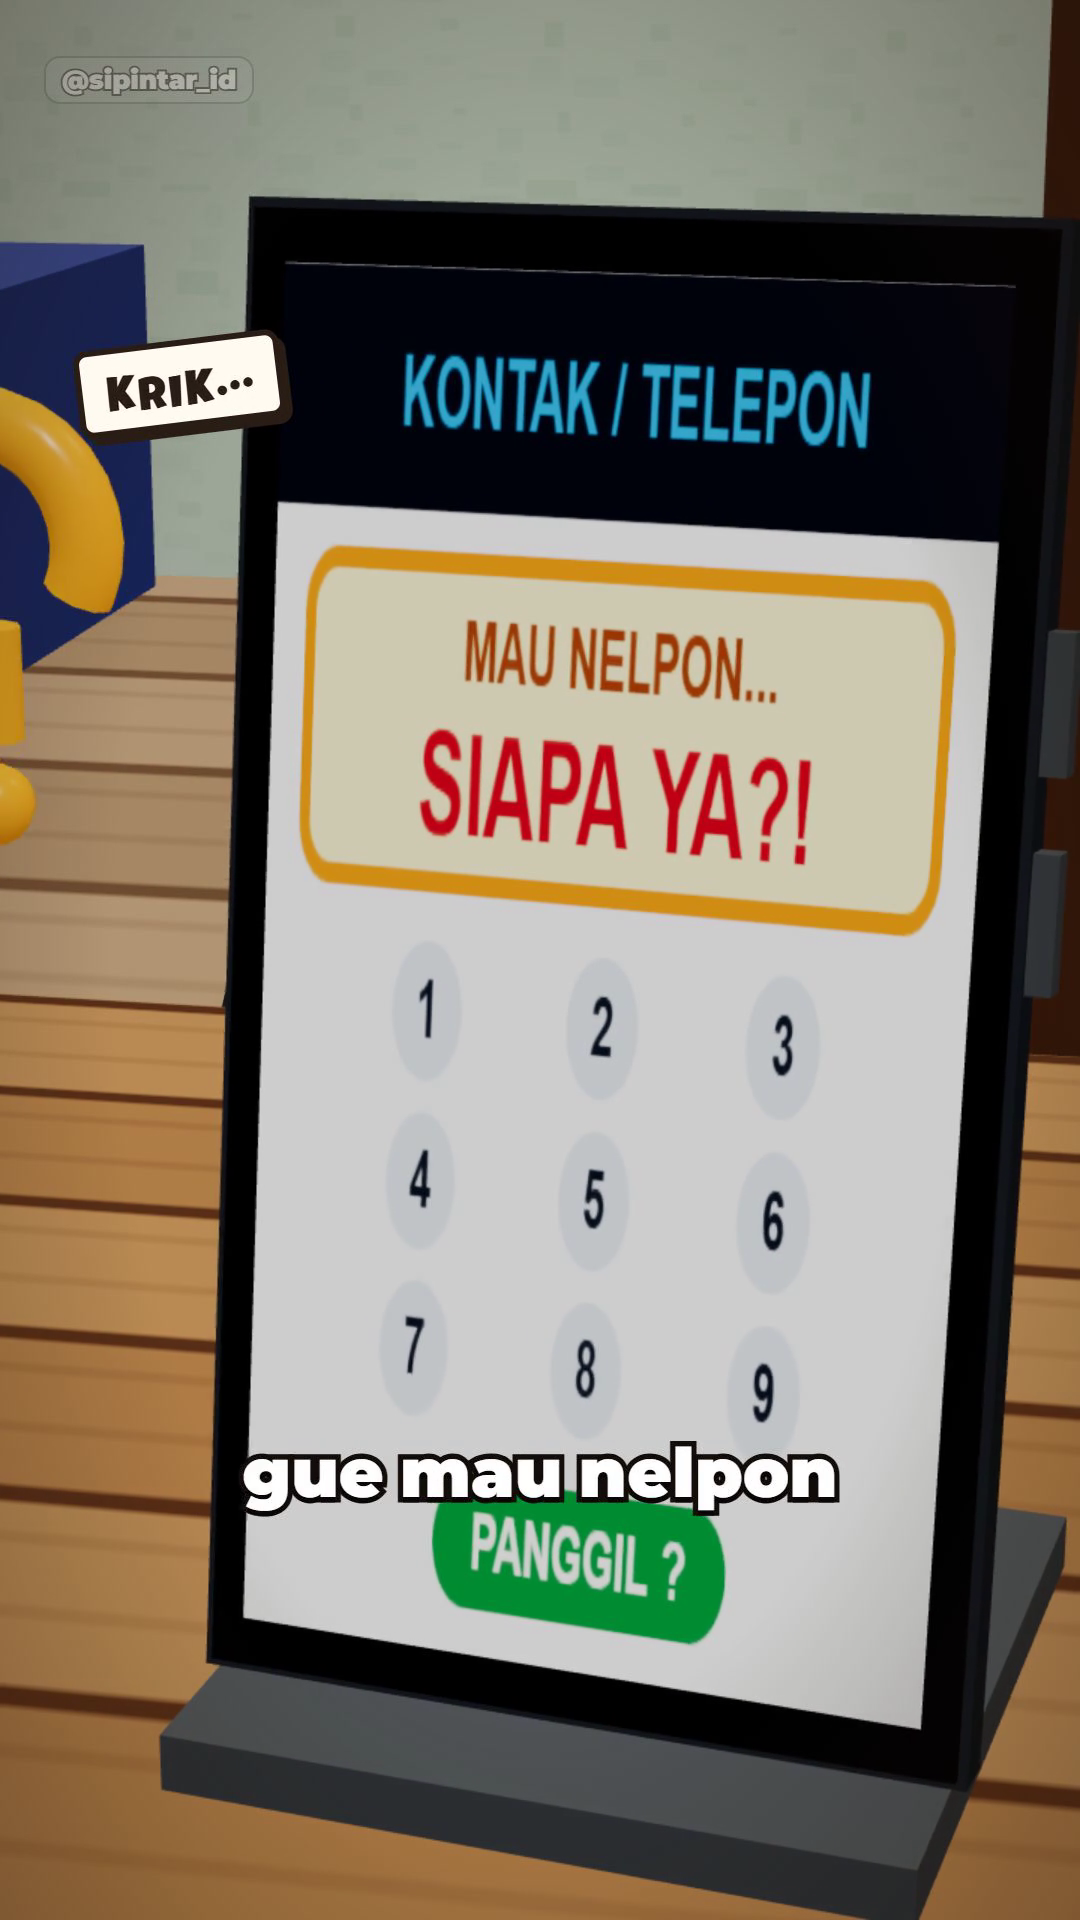 @sipintar_id
KRIK...
KONTAK / TELEPON
MAU NELPON...
SIAPA YA?!
1 2 3
4 5 6
7 8 9
gue mau nelpon
PANGGIL ?